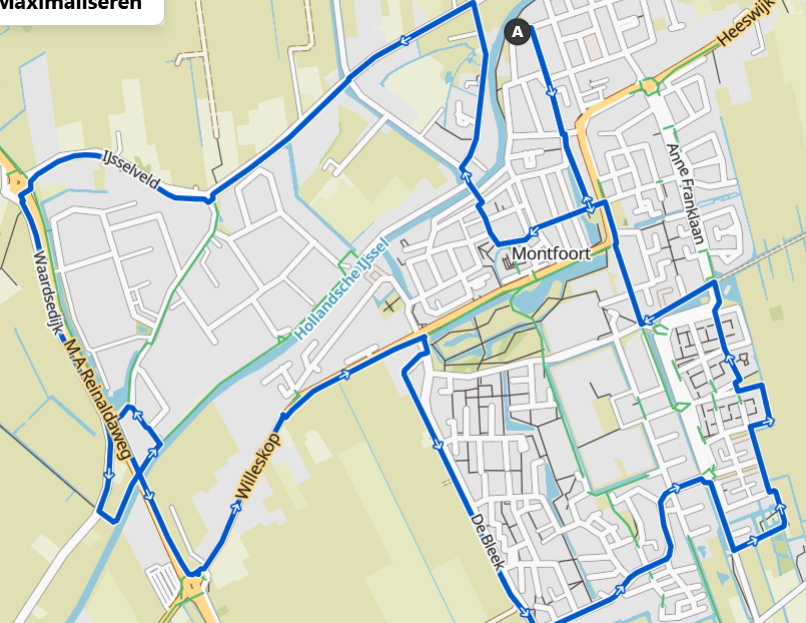 Maximaliseren
A
Heeswijk
Anne Franklaan
IJsselveld
Montfoort
Hollandsche IJssel
Waardsedijk
M.A.Reinaldaweg
Willeskop
De Bleek